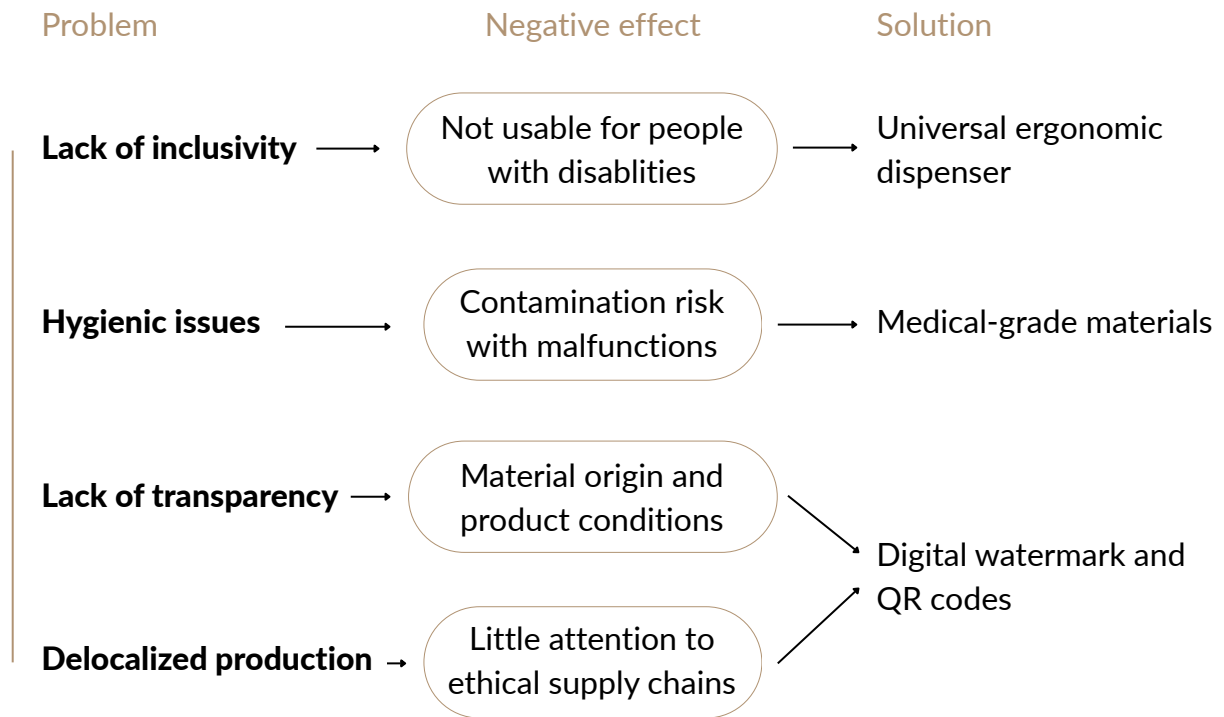 Problem
Negative effect
Solution
Lack of inclusivity
Not usable for people
with disablities
Universal ergonomic
dispenser
Hygienic issues
Contamination risk
with malfunctions
Medical-grade materials
Lack of transparency
Material origin and
product conditions
Digital watermark and
QR codes
Delocalized production
Little attention to
ethical supply chains